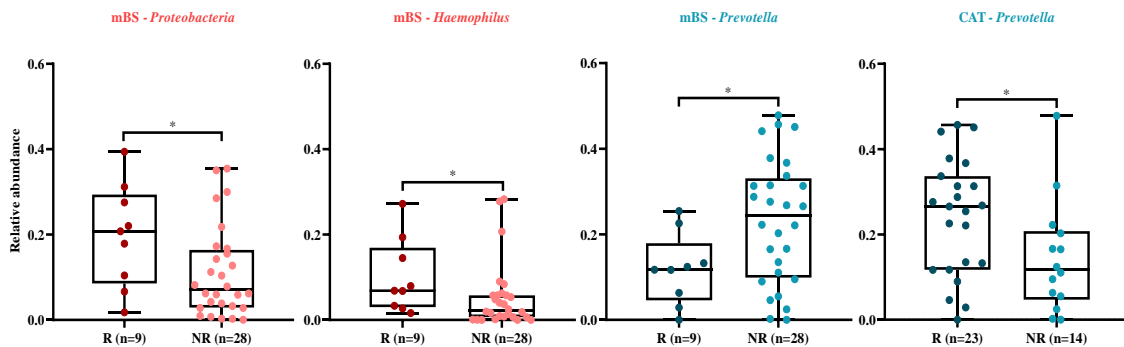 mBS - Proteobacteria
mBS - Haemophilus
mBS - Prevotella
CAT - Prevotella
Relative abundance
0.6
0.4
0.2
0.0
*
R (n=9)
NR (n=28)
0.6
0.4
0.2
0.0
*
R (n=9)
NR (n=28)
0.6
0.4
0.2
0.0
*
R (n=9)
NR (n=28)
0.6
0.4
0.2
0.0
*
R (n=23)
NR (n=14)